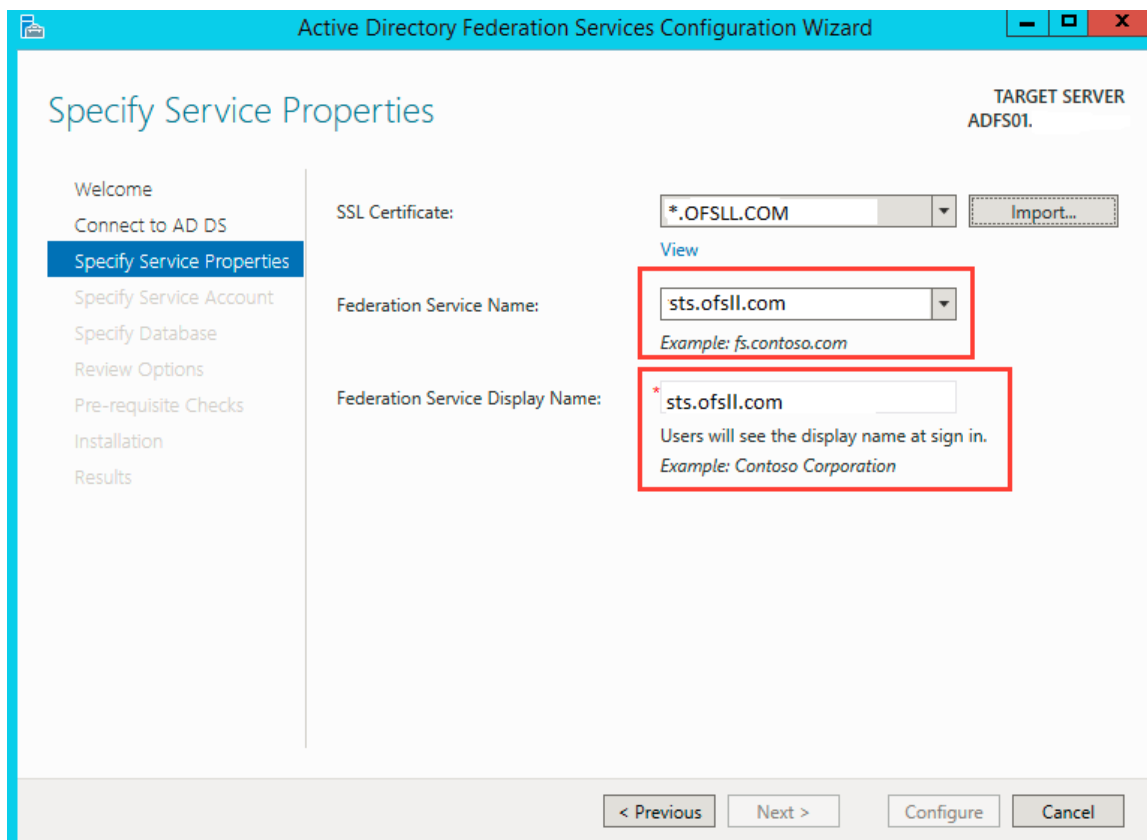 Active Directory Federation Services Configuration Wizard
Specify Service Properties
TARGET SERVER
ADFS01.
Welcome
Connect to AD DS
Specify Service Properties
Specify Service Account
Specify Database
Review Options
Pre-requisite Checks
Installation
Results
SSL Certificate:
*.OFSLL.COM
Import...
View
Federation Service Name:
sts.ofsll.com
Example: fs.contoso.com
Federation Service Display Name:
* sts.ofsll.com
Users will see the display name at sign in.
Example: Contoso Corporation
< Previous
Next >
Configure
Cancel